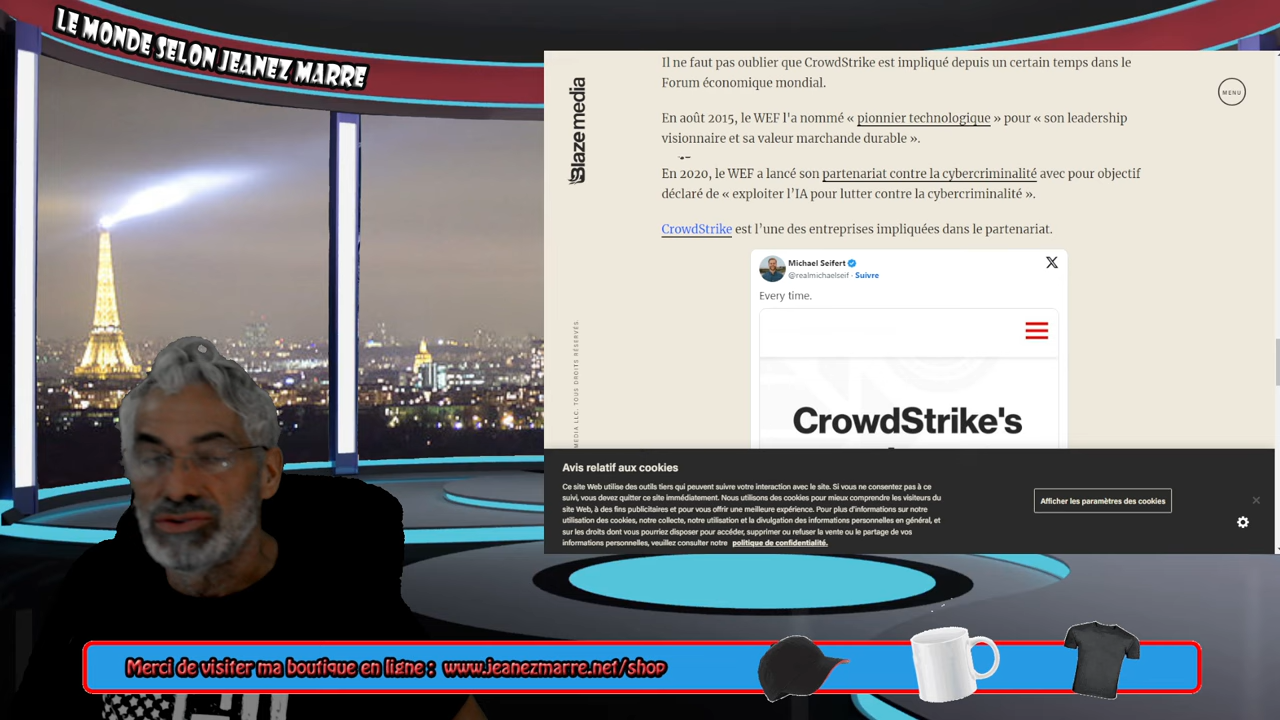 LE MONDE SELON JEANEZ MARRE
Blaze media
MEDIA LLC. TOUS DROITS RÉSERVÉS.
MENU
Il ne faut pas oublier que CrowdStrike est impliqué depuis un certain temps dans le
Forum économique mondial.
En août 2015, le WEF l'a nommé « pionnier technologique » pour « son leadership
visionnaire et sa valeur marchande durable ».
En 2020, le WEF a lancé son partenariat contre la cybercriminalité avec pour objectif
déclaré de « exploiter l'IA pour lutter contre la cybercriminalité ».
CrowdStrike est l'une des entreprises impliquées dans le partenariat.
Michael Seifert
@realmichaelseif · Suivre
Every time.
CrowdStrike's
Avis relatif aux cookies
Ce site Web utilise des outils tiers qui peuvent suivre votre interaction avec le site. Si vous ne consentez pas à ce
suivi, vous devez quitter ce site immédiatement. Nous utilisons des cookies pour mieux comprendre les visiteurs du
site Web, à des fins publicitaires et pour vous offrir une meilleure expérience. Pour plus d'informations sur notre
utilisation des cookies, notre collecte, notre utilisation et la divulgation des informations personnelles en général, et
sur les droits dont vous pourriez disposer pour accéder, supprimer ou refuser la vente ou le partage de vos
informations personnelles, veuillez consulter notre politique de confidentialité.
Afficher les paramètres des cookies
Merci de visiter ma boutique en ligne : www.jeanezmarre.net/shop